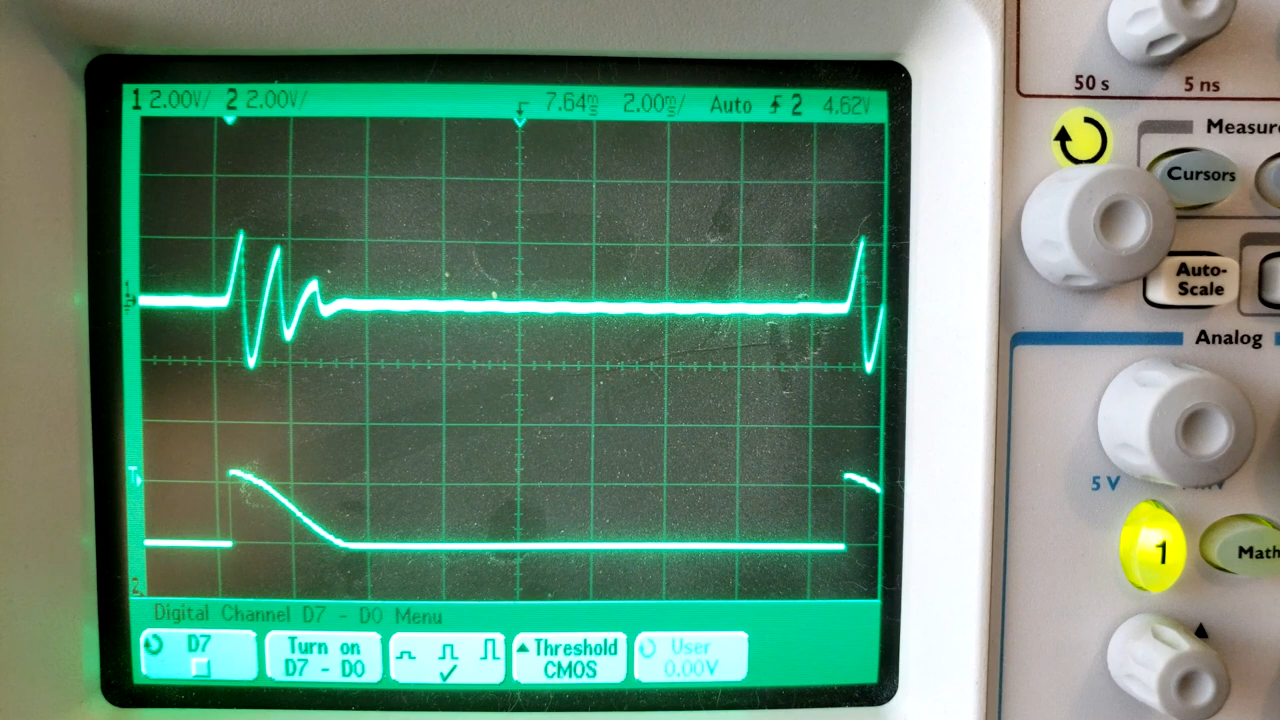 1 2.00V/ 2 2.00V/ 7.64ms 2.00ms/ Auto 2 4.62V
50 s 5 ns
Measure
Cursors
Auto-
Scale
Analog
5 V
1
Math
2
Digital Channel D7 - D0 Menu
D7
Turn on
D7 - D0
Threshold
CMOS
User
0.00V